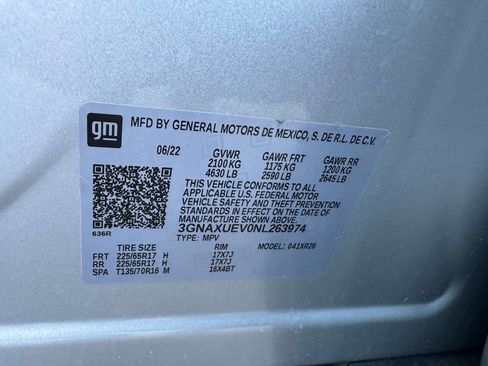 gm
MFD BY GENERAL MOTORS DE MEXICO, S. DE R.L. DE C.V.
06/22 GVWR GAWR FRT GAWR RR
2100 KG 1175 KG 1200 KG
4630 LB 2590 LB 2645 LB
THIS VEHICLE CONFORMS TO ALL
APPLICABLE U.S. FEDERAL MOTOR
VEHICLE SAFETY AND THEFT PREVENTION
STANDARDS IN EFFECT ON THE DATE OF
MANUFACTURE SHOWN ABOVE.
3GNAXUEV0NL263974
636R TYPE: MPV MODEL: 041XR26
TIRE SIZE RIM
FRT 225/65R17 H 17X7J
RR 225/65R17 H 17X7J
SPA T135/70R16 M 16X4BT